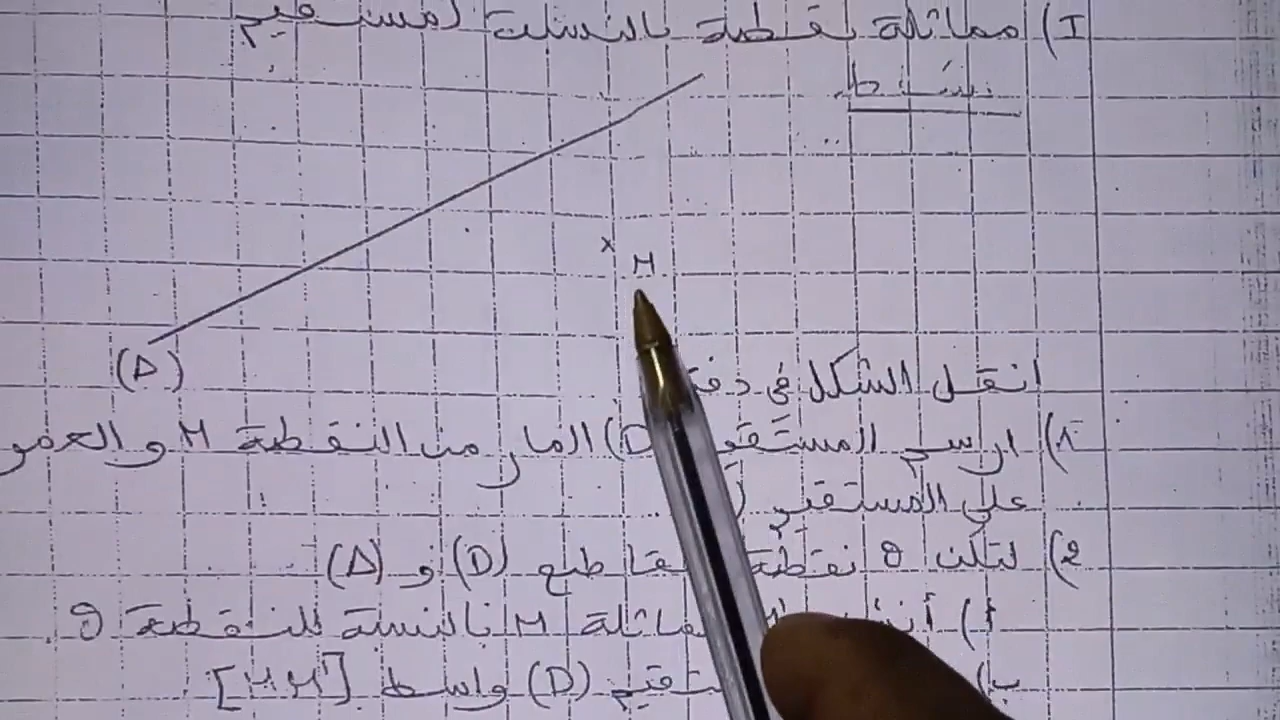 I) مماثلة نقطة بالنسبة لمستقيم
نشاط
M
(Δ)
انقل الشكل في
1) ارسم المستقيم (D) المار من النقطة M والعمو
على المستقيم
2) لتكن O نقطة تقاطع (D) و (Δ)
أ) مماثلة M بالنسبة للنقطة O
ب) (D) واسط [MM']